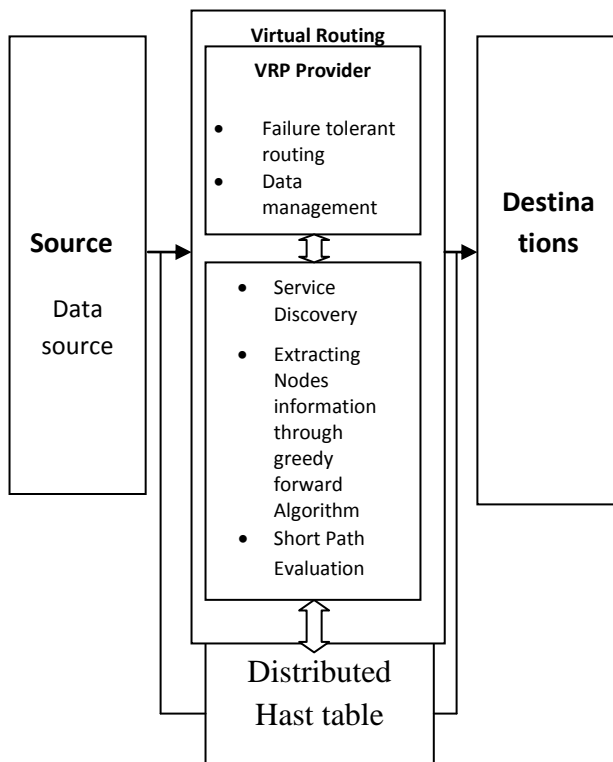 Virtual Routing
VRP Provider
• Failure tolerant
routing
• Data
management
Source
Data
source
• Service
Discovery
• Extracting
Nodes
information
through
greedy
forward
Algorithm
• Short Path
Evaluation
Destina
tions
Distributed
Hast table